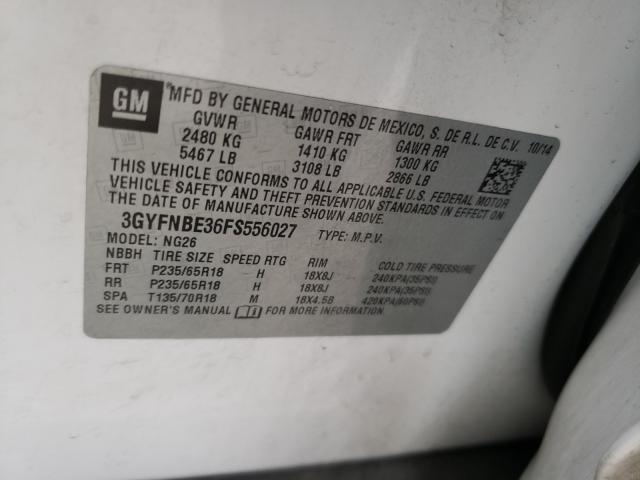 GM ® MFD BY GENERAL MOTORS DE MEXICO, S. DE R.L. DE C.V. 10/14
GVWR GAWR FRT GAWR RR
2480 KG 1410 KG 1300 KG
5467 LB 3108 LB 2866 LB
THIS VEHICLE CONFORMS TO ALL APPLICABLE U.S. FEDERAL MOTOR
VEHICLE SAFETY AND THEFT PREVENTION STANDARDS IN EFFECT ON
THE DATE OF MANUFACTURE SHOWN ABOVE.
3GYFNBE36FS556027 TYPE: M.P.V.
MODEL: NG26
NBBH TIRE SIZE SPEED RTG RIM COLD TIRE PRESSURE
FRT P235/65R18 H 18X8J 240KPA(35PSI)
RR P235/65R18 H 18X8J 240KPA(35PSI)
SPA T135/70R18 M 18X4.5B 420KPA(60PSI)
SEE OWNER'S MANUAL FOR MORE INFORMATION.